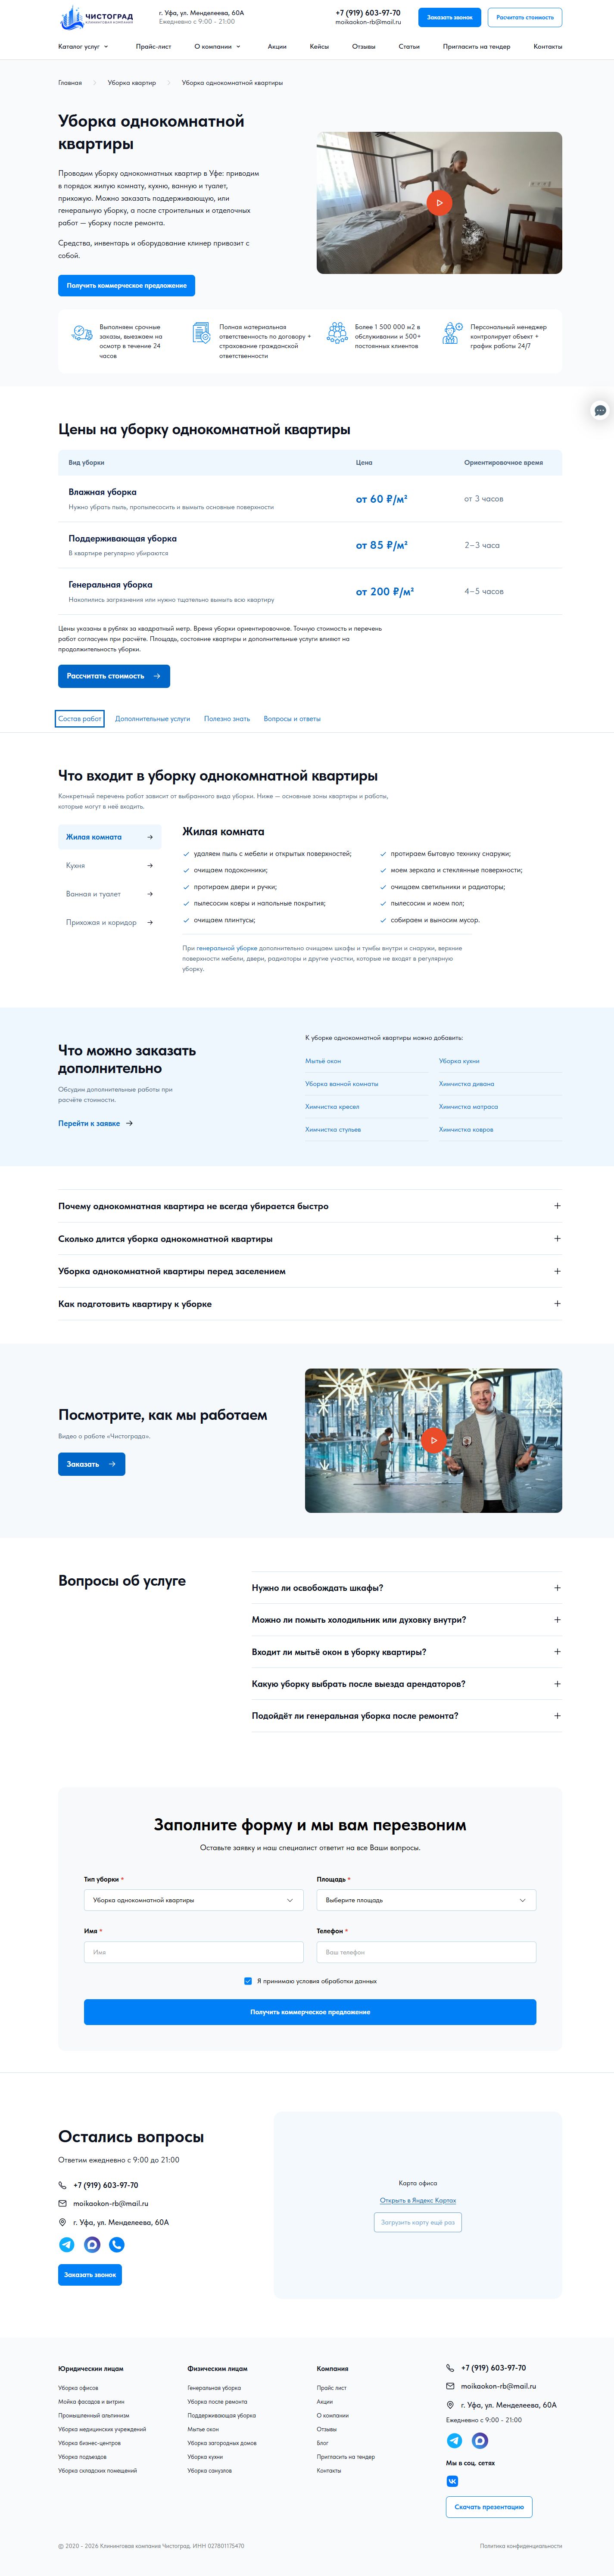 ЧИСТОГРАД
КЛИНИНГОВАЯ КОМПАНИЯ
г. Уфа, ул. Менделеева, 60А
Ежедневно с 9:00 - 21:00
+7 (919) 603-97-70
moikaokon-rb@mail.ru
Заказать звонок
Расчитать стоимость
Каталог услуг
Прайс-лист
О компании
Акции
Кейсы
Отзывы
Статьи
Пригласить на тендер
Контакты
Главная
Уборка квартир
Уборка однокомнатной квартиры
Уборка однокомнатной
квартиры
Проводим уборку однокомнатных квартир в Уфе: приводим
в порядок жилую комнату, кухню, ванную и туалет,
прихожую. Можно заказать поддерживающую, или
генеральную уборку, а после строительных и отделочных
работ — уборку после ремонта.
Средства, инвентарь и оборудование клинер привозит с
собой.
Получить коммерческое предложение
Выполняем срочные
заказы, выезжаем на
осмотр в течение 24
часов
Полная материальная
ответственность по договору +
страхование гражданской
ответственности
Более 1 500 000 м2 в
обслуживании и 500+
постоянных клиентов
Персональный менеджер
контролирует объект +
график работы 24/7
Цены на уборку однокомнатной квартиры
Вид уборки
Цена
Ориентировочное время
Влажная уборка
Нужно убрать пыль, пропылесосить и вымыть основные поверхности
от 60 ₽/м²
от 3 часов
Поддерживающая уборка
В квартире регулярно убираются
от 85 ₽/м²
2–3 часа
Генеральная уборка
Накопились загрязнения или нужно тщательно вымыть всю квартиру
от 200 ₽/м²
4–5 часов
Цены указаны в рублях за квадратный метр. Время уборки ориентировочное. Точную стоимость и перечень
работ согласуем при расчёте. Площадь, состояние квартиры и дополнительные услуги влияют на
продолжительность уборки.
Рассчитать стоимость
Состав работ
Дополнительные услуги
Полезно знать
Вопросы и ответы
Что входит в уборку однокомнатной квартиры
Конкретный перечень работ зависит от выбранного вида уборки. Ниже — основные зоны квартиры и работы,
которые могут в неё входить.
Жилая комната
Кухня
Ванная и туалет
Прихожая и коридор
Жилая комната
удаляем пыль с мебели и открытых поверхностей;
очищаем подоконники;
протираем двери и ручки;
пылесосим ковры и напольные покрытия;
очищаем плинтусы;
протираем бытовую технику снаружи;
моем зеркала и стеклянные поверхности;
очищаем светильники и радиаторы;
пылесосим и моем пол;
собираем и выносим мусор.
При генеральной уборке дополнительно очищаем шкафы и тумбы внутри и снаружи, верхние
поверхности мебели, двери, радиаторы и другие участки, которые не входят в регулярную
уборку.
Что можно заказать
дополнительно
Обсудим дополнительные работы при
расчёте стоимости.
Перейти к заявке
К уборке однокомнатной квартиры можно добавить:
Мытьё окон
Уборка кухни
Уборка ванной комнаты
Химчистка дивана
Химчистка кресел
Химчистка матраса
Химчистка стульев
Химчистка ковров
Почему однокомнатная квартира не всегда убирается быстро
Сколько длится уборка однокомнатной квартиры
Уборка однокомнатной квартиры перед заселением
Как подготовить квартиру к уборке
Посмотрите, как мы работаем
Видео о работе «Чистограда».
Заказать
Вопросы об услуге
Нужно ли освобождать шкафы?
Можно ли помыть холодильник или духовку внутри?
Входит ли мытьё окон в уборку квартиры?
Какую уборку выбрать после выезда арендаторов?
Подойдёт ли генеральная уборка после ремонта?
Заполните форму и мы вам перезвоним
Оставьте заявку и наш специалист ответит на все Ваши вопросы.
Тип уборки *
Уборка однокомнатной квартиры
Площадь *
Выберите площадь
Имя *
Имя
Телефон *
Ваш телефон
Я принимаю условия обработки данных
Получить коммерческое предложение
Остались вопросы
Ответим ежедневно с 9:00 до 21:00
+7 (919) 603-97-70
moikaokon-rb@mail.ru
г. Уфа, ул. Менделеева, 60А
Заказать звонок
Карта офиса
Открыть в Яндекс Картах
Загрузить карту ещё раз
Юридическим лицам
Уборка офисов
Мойка фасадов и витрин
Промышленный альпинизм
Уборка медицинских учреждений
Уборка бизнес-центров
Уборка подъездов
Уборка складских помещений
Физическим лицам
Генеральная уборка
Уборка после ремонта
Поддерживающая уборка
Мытье окон
Уборка загородных домов
Уборка кухни
Уборка санузлов
Компания
Прайс лист
Акции
О компании
Отзывы
Блог
Пригласить на тендер
Контакты
+7 (919) 603-97-70
moikaokon-rb@mail.ru
г. Уфа, ул. Менделеева, 60А
Ежедневно с 9:00 - 21:00
Мы в соц. сетях
Скачать презентацию
© 2020 - 2026 Клининговая компания Чистоград. ИНН 027801175470
Политика конфиденциальности